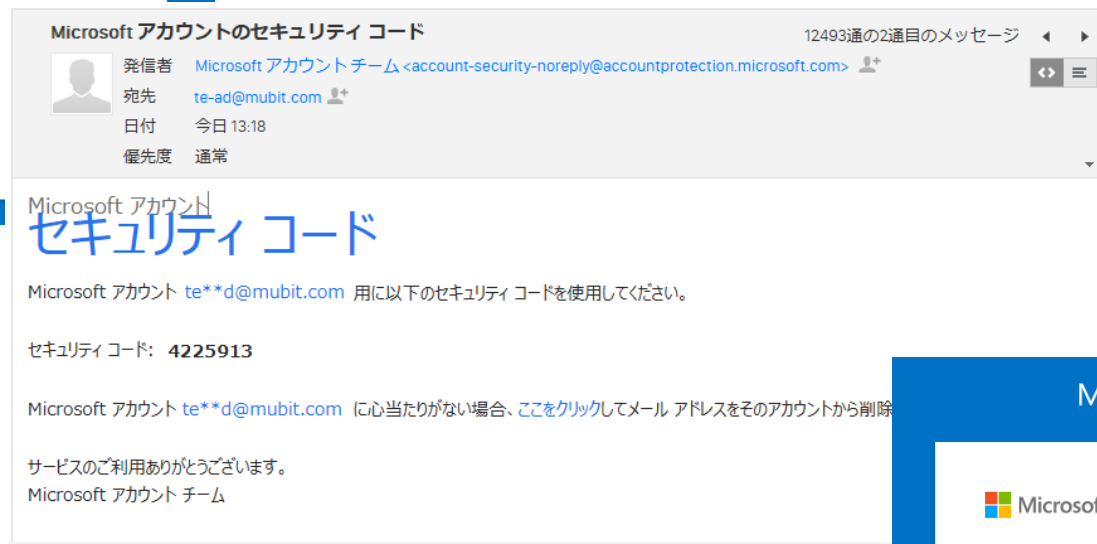 Microsoft アカウントのセキュリティ コード
12493通の2通目のメッセージ
発信者 Microsoft アカウント チーム <account-security-noreply@accountprotection.microsoft.com>
宛先 te-ad@mubit.com
日付 今日 13:18
優先度 通常
Microsoft アカウント
セキュリティ コード
Microsoft アカウント te**d@mubit.com 用に以下のセキュリティ コードを使用してください。
セキュリティ コード: 4225913
Microsoft アカウント te**d@mubit.com に心当たりがない場合、ここをクリックしてメール アドレスをそのアカウントから削除
サービスのご利用ありがとうございます。
Microsoft アカウント チーム
M
Microsoft